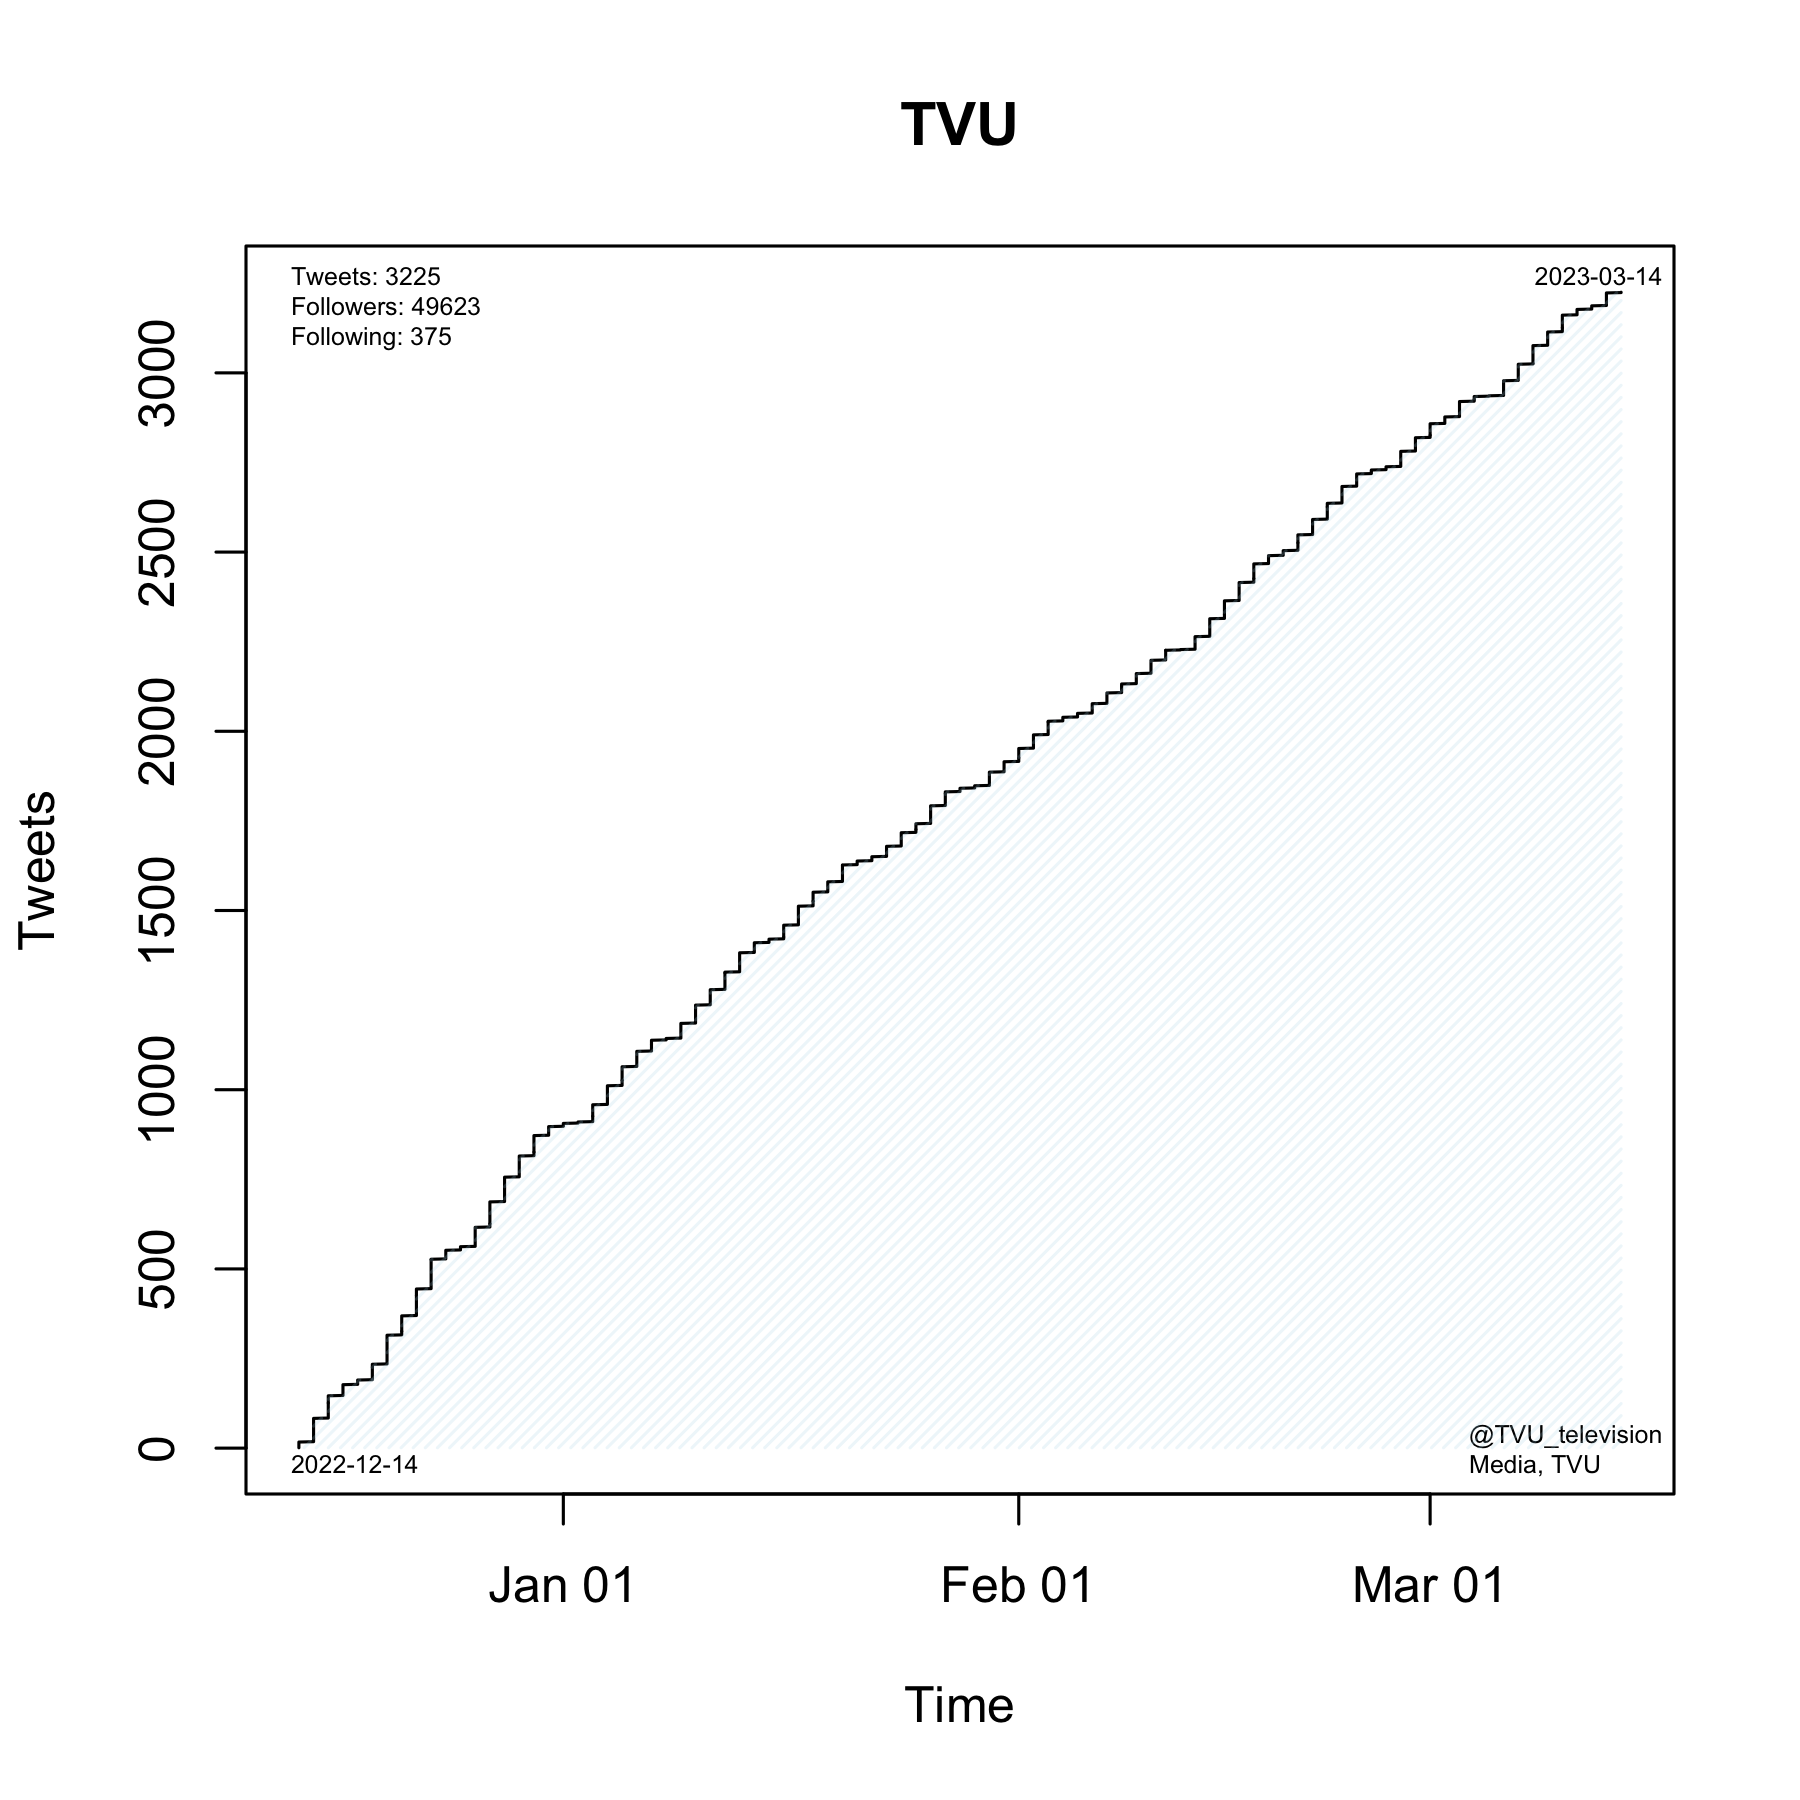 TVU
Tweets: 3225
Followers: 49623
Following: 375
2023-03-14
3000
2500
2000
1500
1000
500
0
Tweets
2022-12-14
@TVU_television
Media, TVU
Jan 01
Feb 01
Mar 01
Time